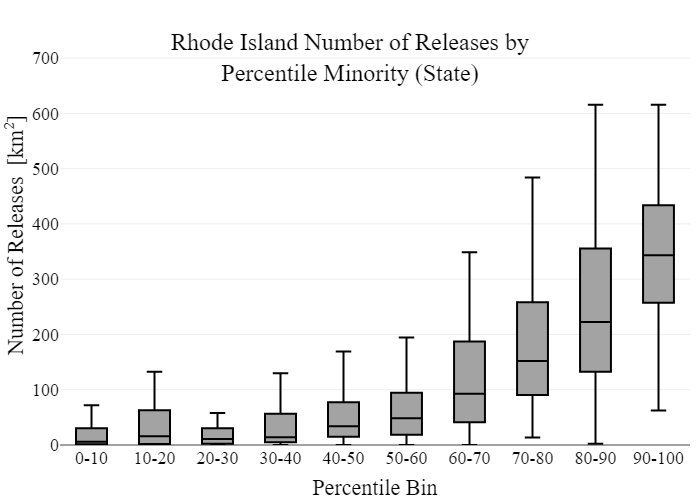 Rhode Island Number of Releases by
Percentile Minority (State)
Number of Releases [km²]
700
600
500
400
300
200
100
0
0-10 10-20 20-30 30-40 40-50 50-60 60-70 70-80 80-90 90-100
Percentile Bin